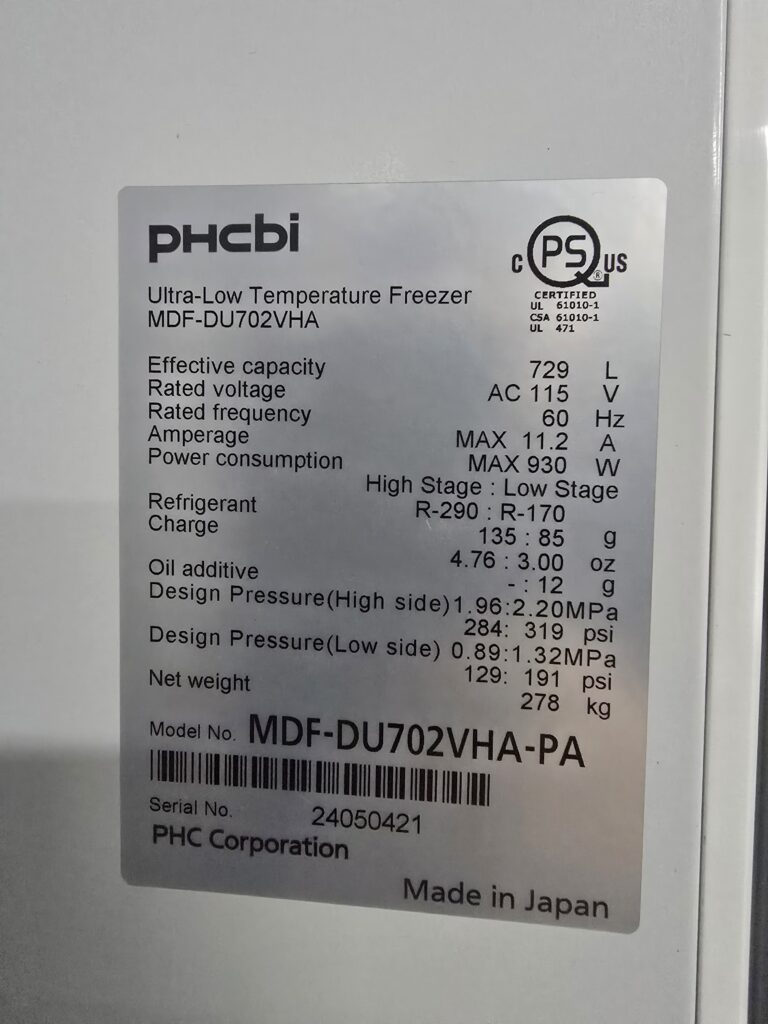 PHCbi
C PS US
®
CERTIFIED
UL 61010-1
CSA 61010-1
UL 471
Ultra-Low Temperature Freezer
MDF-DU702VHA
Effective capacity 729 L
Rated voltage AC 115 V
Rated frequency 60 Hz
Amperage MAX 11.2 A
Power consumption MAX 930 W
High Stage : Low Stage
Refrigerant R-290 : R-170
Charge 135 : 85 g
4.76 : 3.00 oz
Oil additive - : 12 g
Design Pressure(High side) 1.96:2.20MPa
284: 319 psi
Design Pressure(Low side) 0.89:1.32MPa
129: 191 psi
Net weight 278 kg
Model No. MDF-DU702VHA-PA
Serial No. 24050421
PHC Corporation
Made in Japan